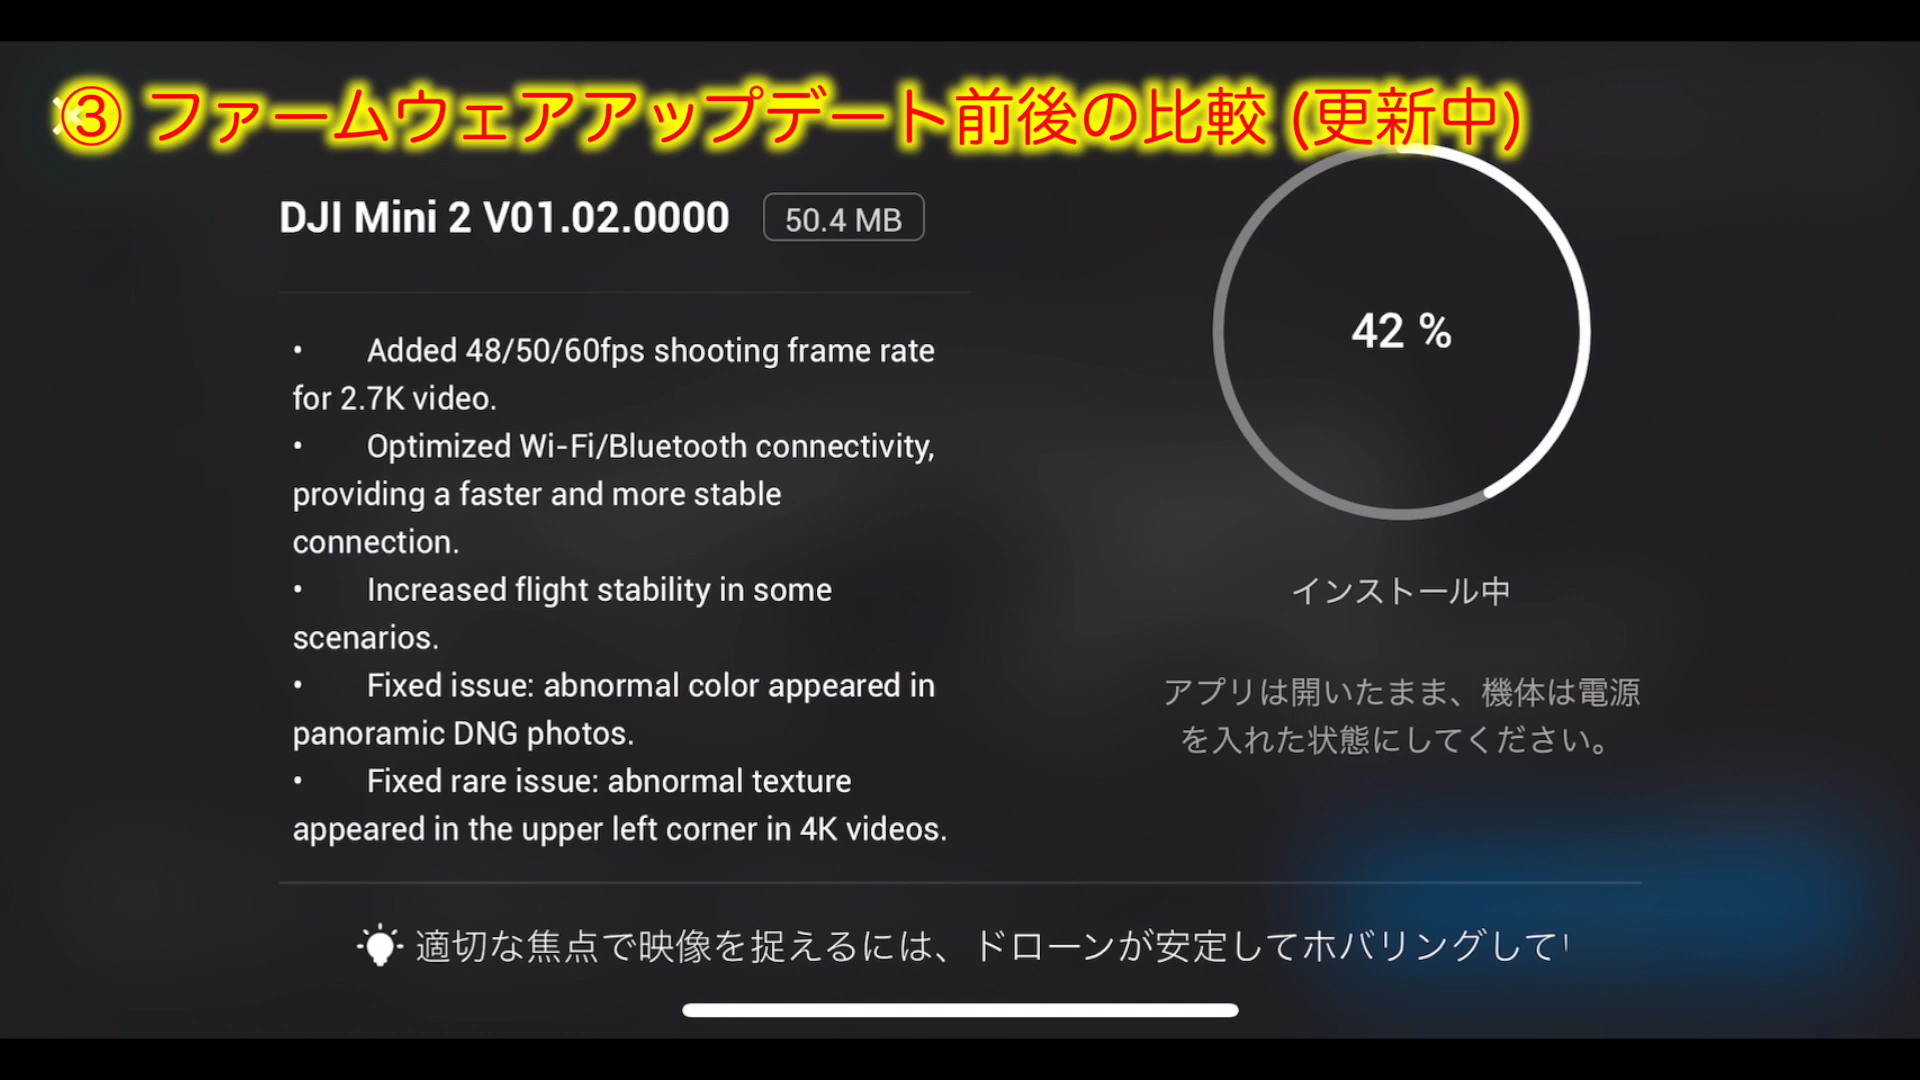 ③ ファームウェアアップデート前後の比較 (更新中)
DJI Mini 2 V01.02.0000 50.4 MB
• Added 48/50/60fps shooting frame rate
for 2.7K video.
• Optimized Wi-Fi/Bluetooth connectivity,
providing a faster and more stable
connection.
• Increased flight stability in some
scenarios.
• Fixed issue: abnormal color appeared in
panoramic DNG photos.
• Fixed rare issue: abnormal texture
appeared in the upper left corner in 4K videos.
42 %
インストール中
アプリは開いたまま、機体は電源
を入れた状態にしてください。
適切な焦点で映像を捉えるには、ドローンが安定してホバリングして